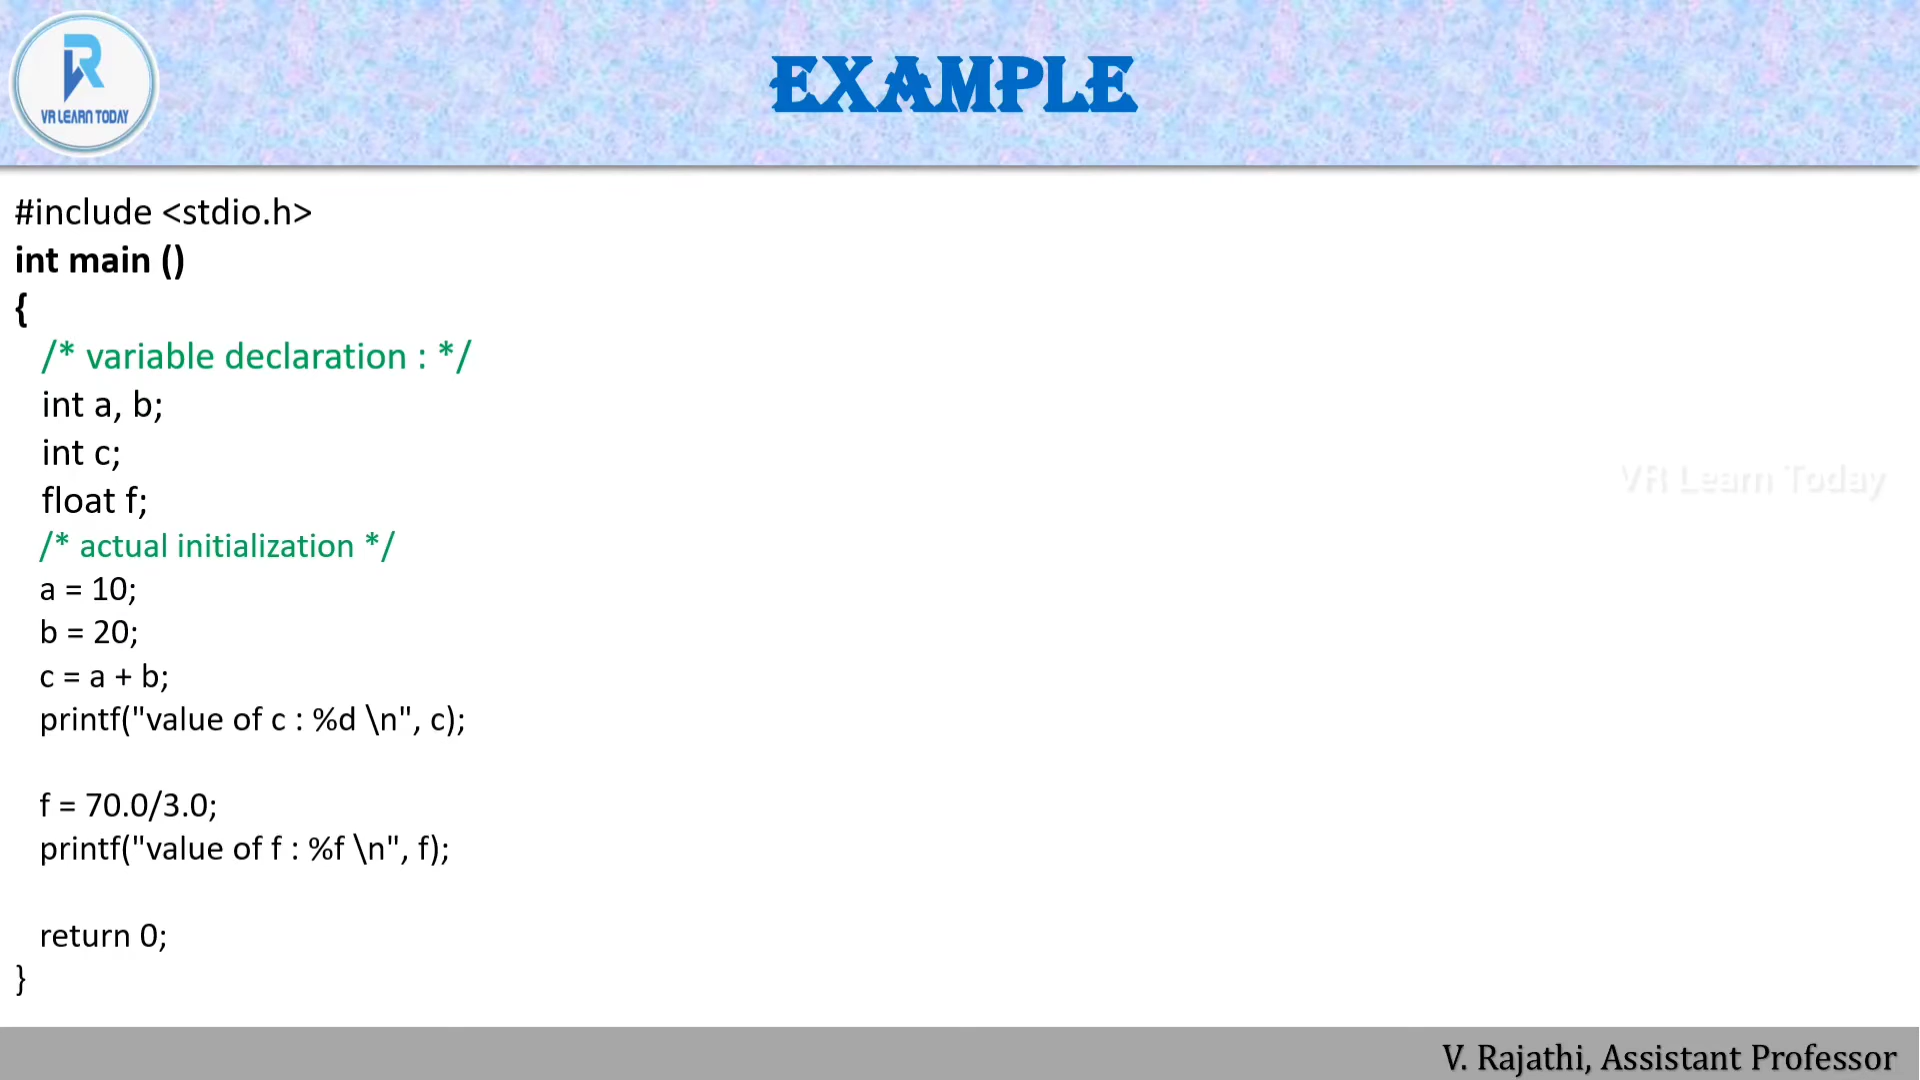 VR LEARN TODAY
EXAMPLE
#include <stdio.h>
int main ()
{
/* variable declaration : */
int a, b;
int c;
float f;
/* actual initialization */
a = 10;
b = 20;
c = a + b;
printf("value of c : %d \n", c);
f = 70.0/3.0;
printf("value of f : %f \n", f);
return 0;
}
VR Learn Today
V. Rajathi, Assistant Professor